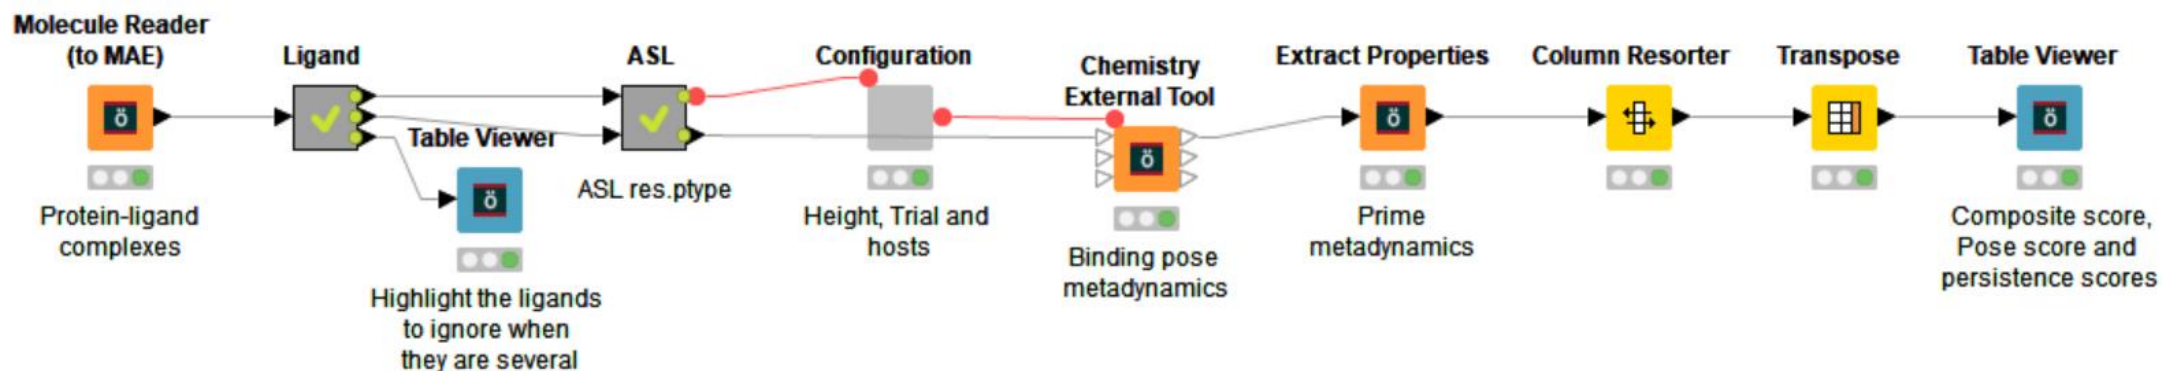 Molecule Reader
(to MAE)
Protein-ligand
complexes
Ligand
Table Viewer
Highlight the ligands
to ignore when
they are several
ASL
ASL res.ptype
Configuration
Height, Trial and
hosts
Chemistry
External Tool
Binding pose
metadynamics
Extract Properties
Prime
metadynamics
Column Resorter
Transpose
Table Viewer
Composite score,
Pose score and
persistence scores
ö
ö
ö
ö
ö